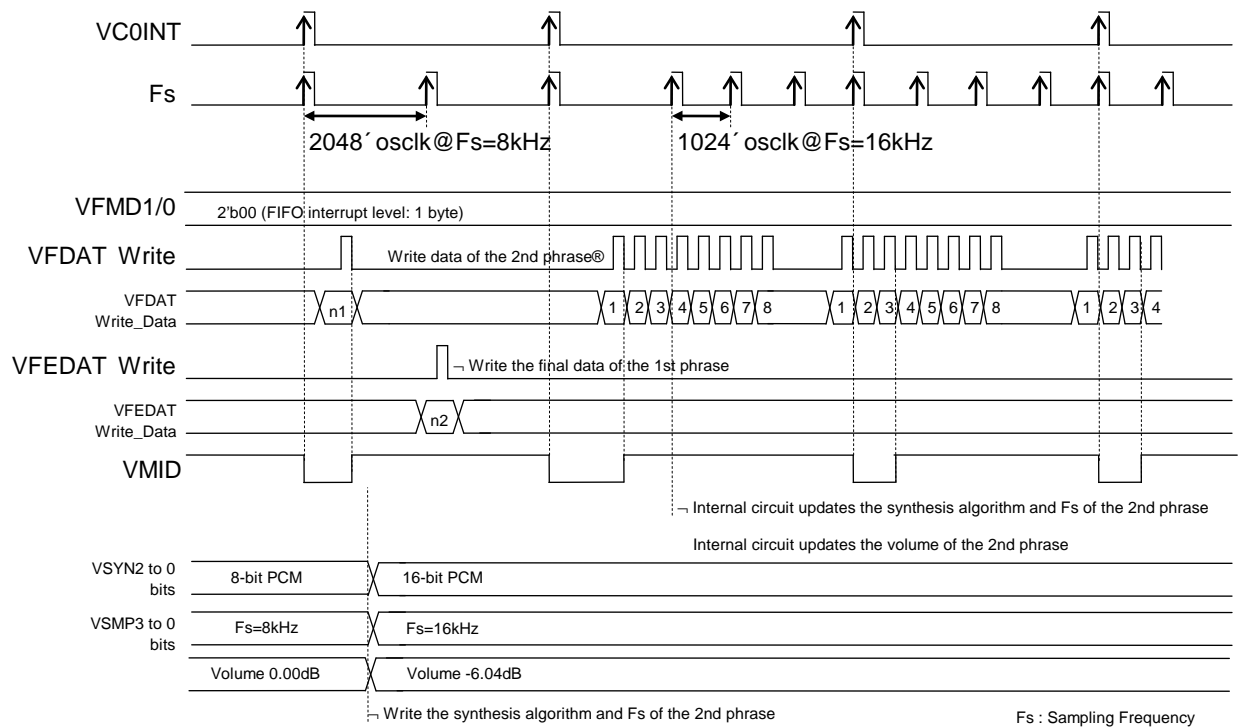 VC0INT
Fs
2048´ osclk@Fs=8kHz
1024´ osclk@Fs=16kHz
VFMD1/0
2'b00 (FIFO interrupt level: 1 byte)
VFDAT Write
Write data of the 2nd phrase®
VFDAT
Write_Data
n1
1 2 3 4 5 6 7 8
1 2 3 4 5 6 7 8
1 2 3 4
VFEDAT Write
¬ Write the final data of the 1st phrase
VFEDAT
Write_Data
n2
VMID
¬ Internal circuit updates the synthesis algorithm and Fs of the 2nd phrase
Internal circuit updates the volume of the 2nd phrase
VSYN2 to 0
bits
8-bit PCM
16-bit PCM
VSMP3 to 0
bits
Fs=8kHz
Fs=16kHz
Volume 0.00dB
Volume -6.04dB
¬ Write the synthesis algorithm and Fs of the 2nd phrase
Fs : Sampling Frequency